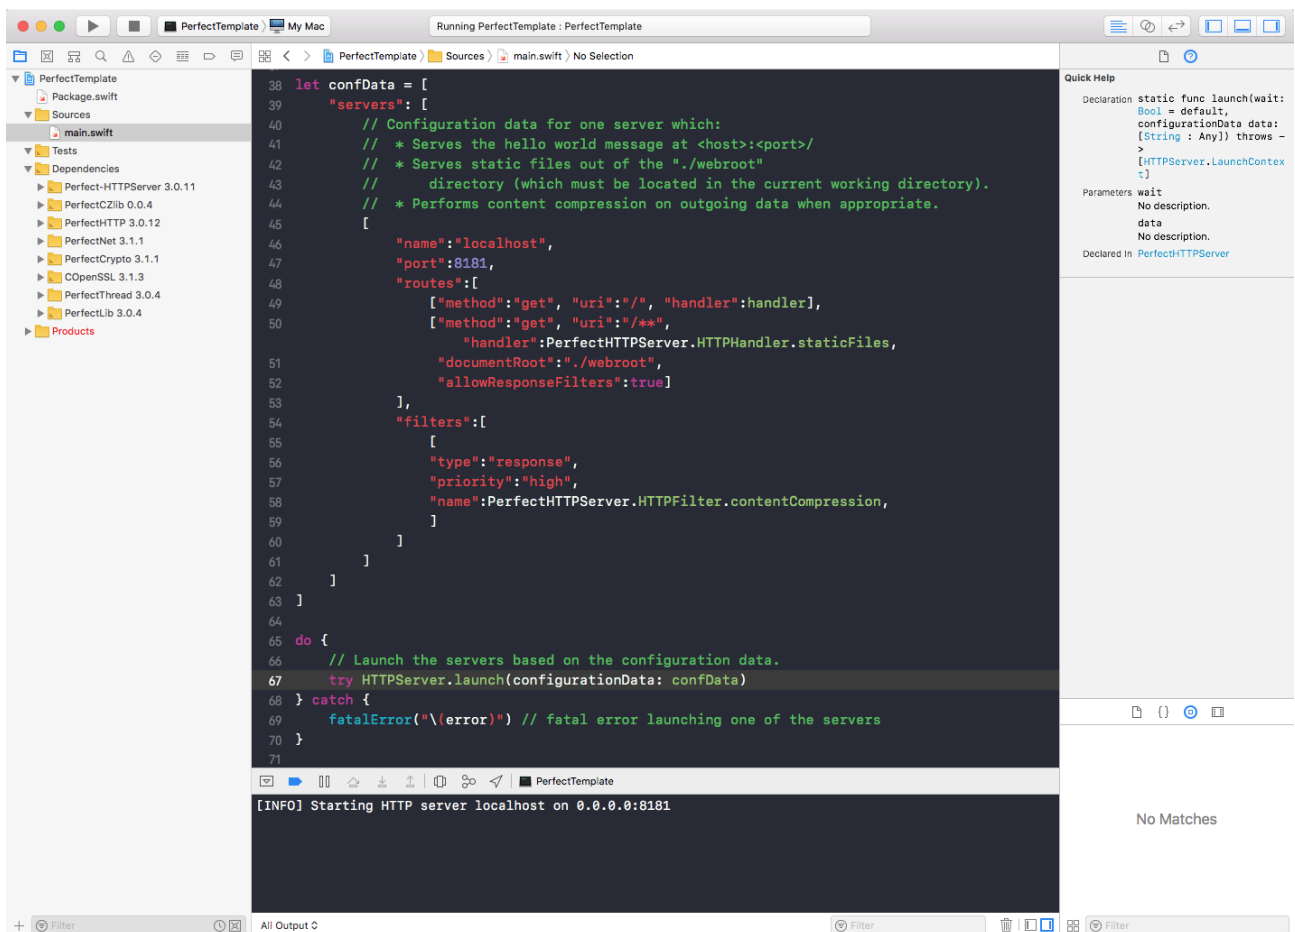 PerfectTemplate
My Mac
Running PerfectTemplate : PerfectTemplate
PerfectTemplate
Sources
main.swift
No Selection
PerfectTemplate
Package.swift
Sources
main.swift
Tests
Dependencies
Perfect-HTTPServer 3.0.11
PerfectCZlib 0.0.4
PerfectHTTP 3.0.12
PerfectNet 3.1.1
PerfectCrypto 3.1.1
COpenSSL 3.1.3
PerfectThread 3.0.4
PerfectLib 3.0.4
Products
Filter
38 let confData = [
39     "servers": [
40         // Configuration data for one server which:
41         //  * Serves the hello world message at <host>:<port>/
42         //  * Serves static files out of the "./webroot"
43         //      directory (which must be located in the current working directory).
44         //  * Performs content compression on outgoing data when appropriate.
45         [
46             "name":"localhost",
47             "port":8181,
48             "routes":[
49                 ["method":"get", "uri":"/", "handler":handler],
50                 ["method":"get", "uri":"/**",
                     "handler":PerfectHTTPServer.HTTPHandler.staticFiles,
51                  "documentRoot":"./webroot",
52                  "allowResponseFilters":true]
53             ],
54             "filters":[
55                 [
56                 "type":"response",
57                 "priority":"high",
58                 "name":PerfectHTTPServer.HTTPFilter.contentCompression,
59                 ]
60             ]
61         ]
62     ]
63 ]
64
65 do {
66     // Launch the servers based on the configuration data.
67     try HTTPServer.launch(configurationData: confData)
68 } catch {
69     fatalError("\(error)") // fatal error launching one of the servers
70 }
71
PerfectTemplate
[INFO] Starting HTTP server localhost on 0.0.0.0:8181
All Output
Filter
Quick Help
Declaration static func launch(wait:
Bool = default,
configurationData data:
[String : Any]) throws -
>
[HTTPServer.LaunchContex
t]
Parameters wait
No description.
data
No description.
Declared In PerfectHTTPServer
{}
No Matches
Filter